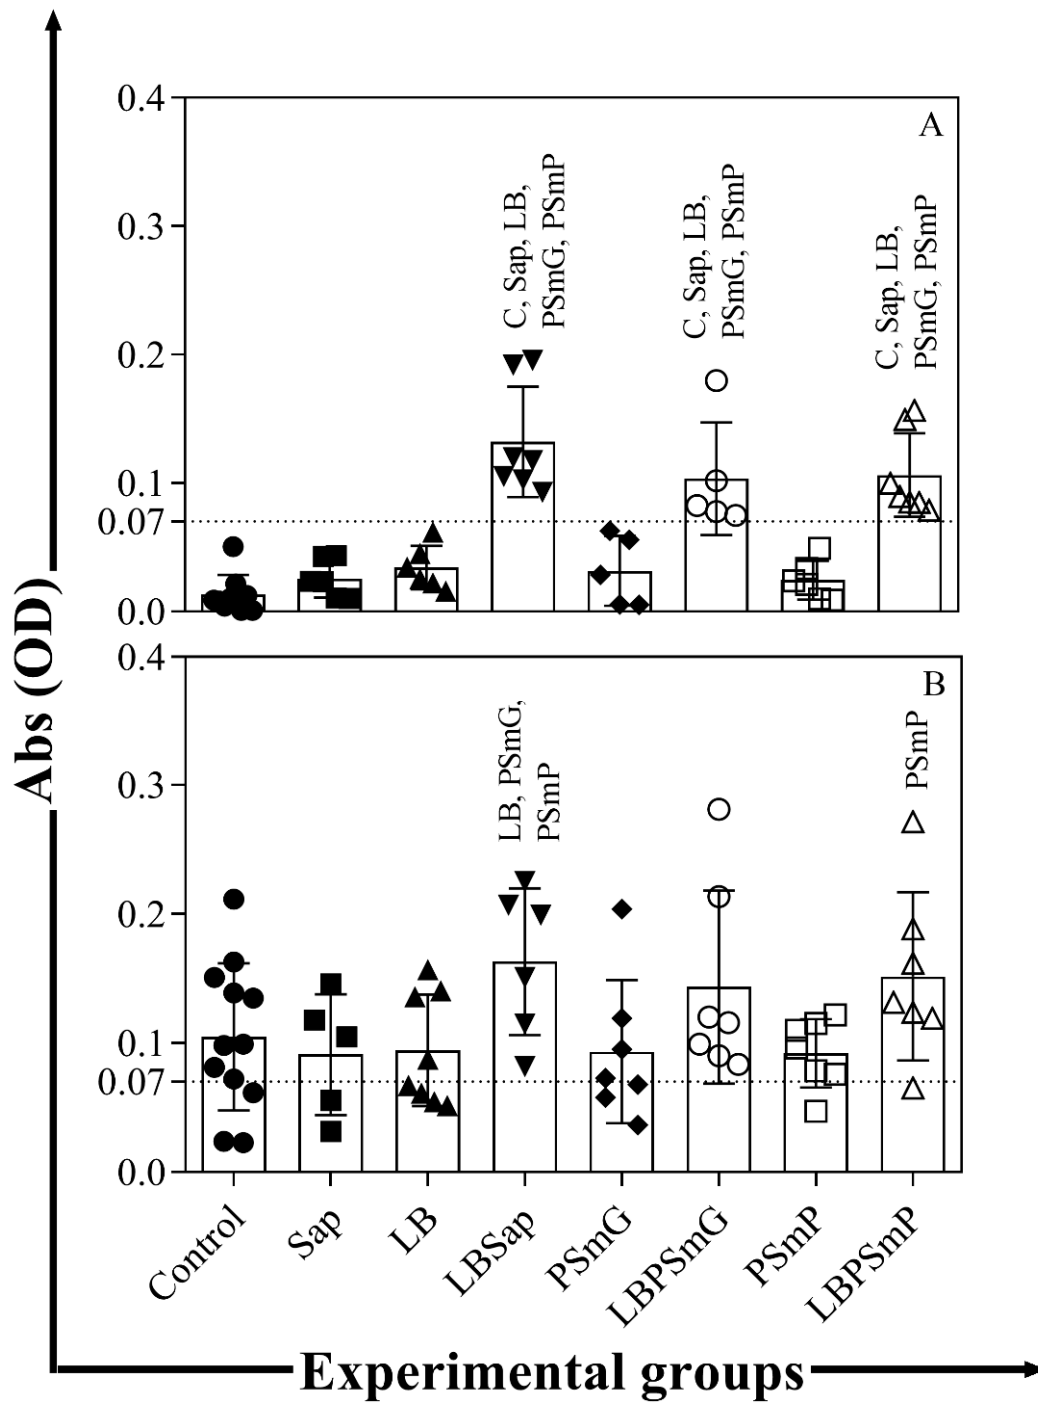 Abs (OD)
A
0.4
0.3
0.2
0.1
0.07
0.0
C, Sap, LB,
PSmG, PSmP
C, Sap, LB,
PSmG, PSmP
C, Sap, LB,
PSmG, PSmP
B
0.4
0.3
0.2
0.1
0.07
0.0
LB, PSmG,
PSmP
PSmP
Control
Sap
LB
LBSap
PSmG
LBPSmG
PSmP
LBPSmP
Experimental groups